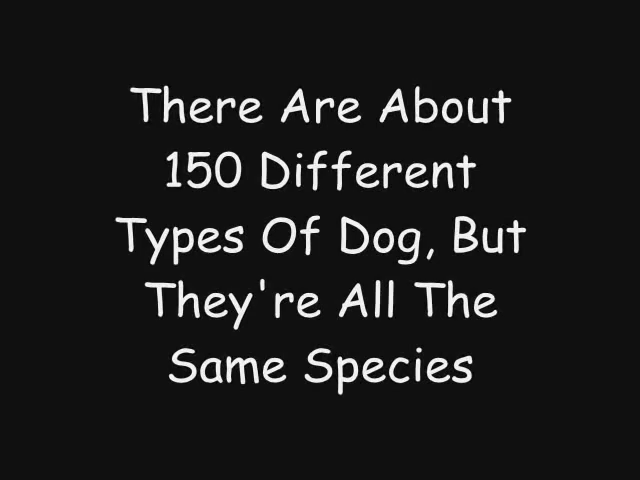 There Are About
150 Different
Types Of Dog, But
They're All The
Same Species